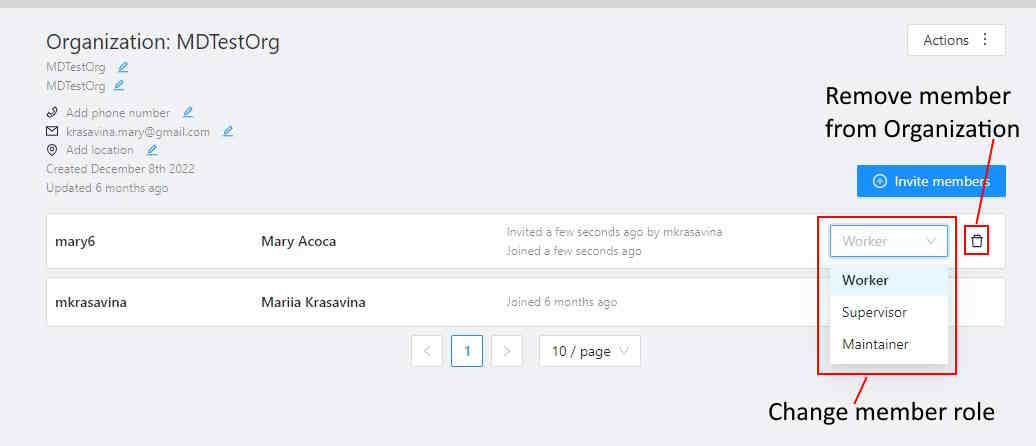 Organization: MDTestOrg
Actions
MDTestOrg
MDTestOrg
Remove member
from Organization
Add phone number
krasavina.mary@gmail.com
Add location
Created December 8th 2022
Updated 6 months ago
Invite members
mary6
Mary Acoca
Invited a few seconds ago by mkrasavina
Joined a few seconds ago
Worker
Worker
Supervisor
Maintainer
mkrasavina
Mariia Krasavina
Joined 6 months ago
1
10 / page
Change member role